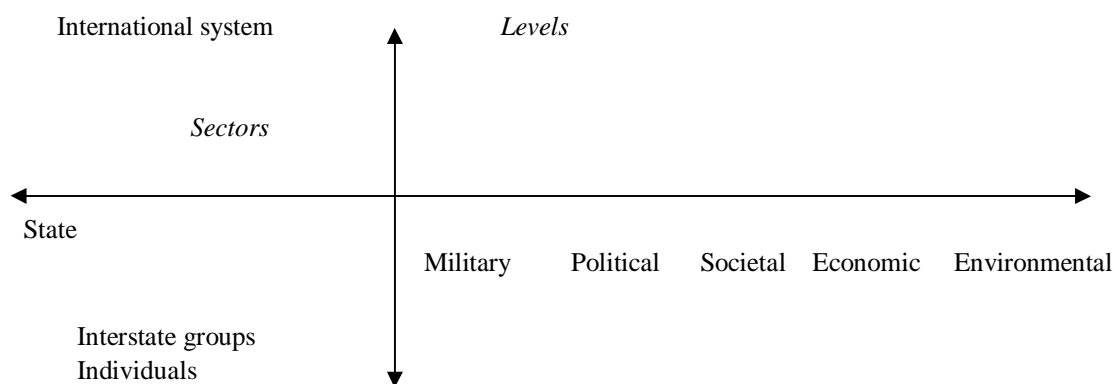 International system Levels
Sectors
State
Military Political Societal Economic Environmental
Interstate groups
Individuals